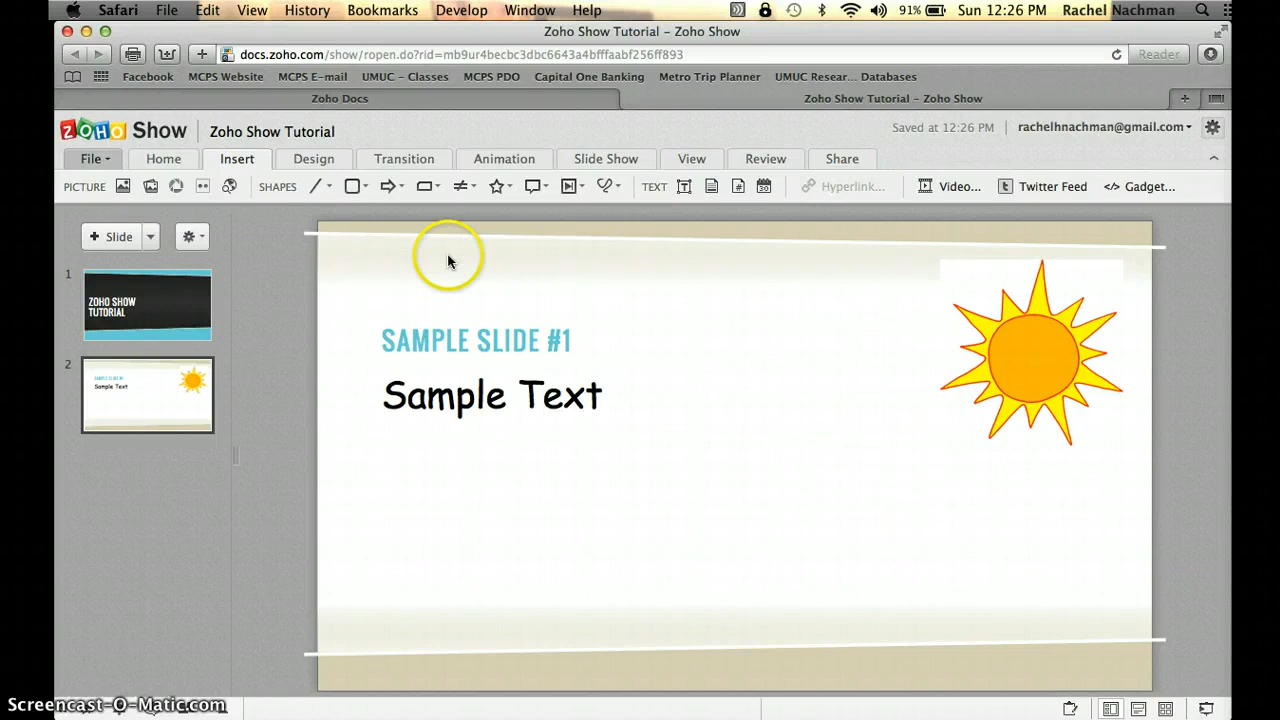 Safari File Edit View History Bookmarks Develop Window Help 91% Sun 12:26 PM Rachel Nachman
Zoho Show Tutorial – Zoho Show
docs.zoho.com/show/ropen.do?rid=mb9ur4becbc3dbc6643a4bfffaabf256ff893 Reader
Facebook MCPS Website MCPS E-mail UMUC - Classes MCPS PDO Capital One Banking Metro Trip Planner UMUC Resear... Databases
Zoho Docs Zoho Show Tutorial – Zoho Show
ZOHO Show Zoho Show Tutorial Saved at 12:26 PM rachelhnachman@gmail.com
File Home Insert Design Transition Animation Slide Show View Review Share
PICTURE SHAPES TEXT Hyperlink... Video... Twitter Feed Gadget...
+ Slide
1
ZOHO SHOW
TUTORIAL
2
SAMPLE SLIDE #1
Sample Text
SAMPLE SLIDE #1
Sample Text
Screencast-O-Matic.com